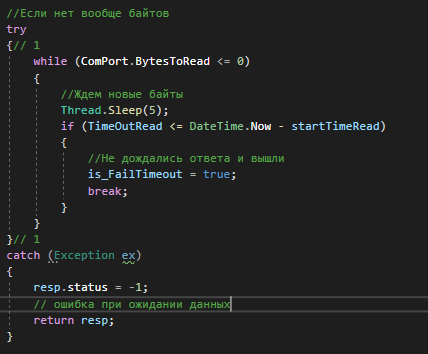 //Если нет вообще байтов
try
{// 1
while (ComPort.BytesToRead <= 0)
{
//Ждем новые байты
Thread.Sleep(5);
if (TimeOutRead <= DateTime.Now - startTimeRead)
{
//Не дождались ответа и вышли
is_FailTimeout = true;
break;
}
}
}// 1
catch (Exception ex)
{
resp.status = -1;
// ошибка при ожидании данных
return resp;
}